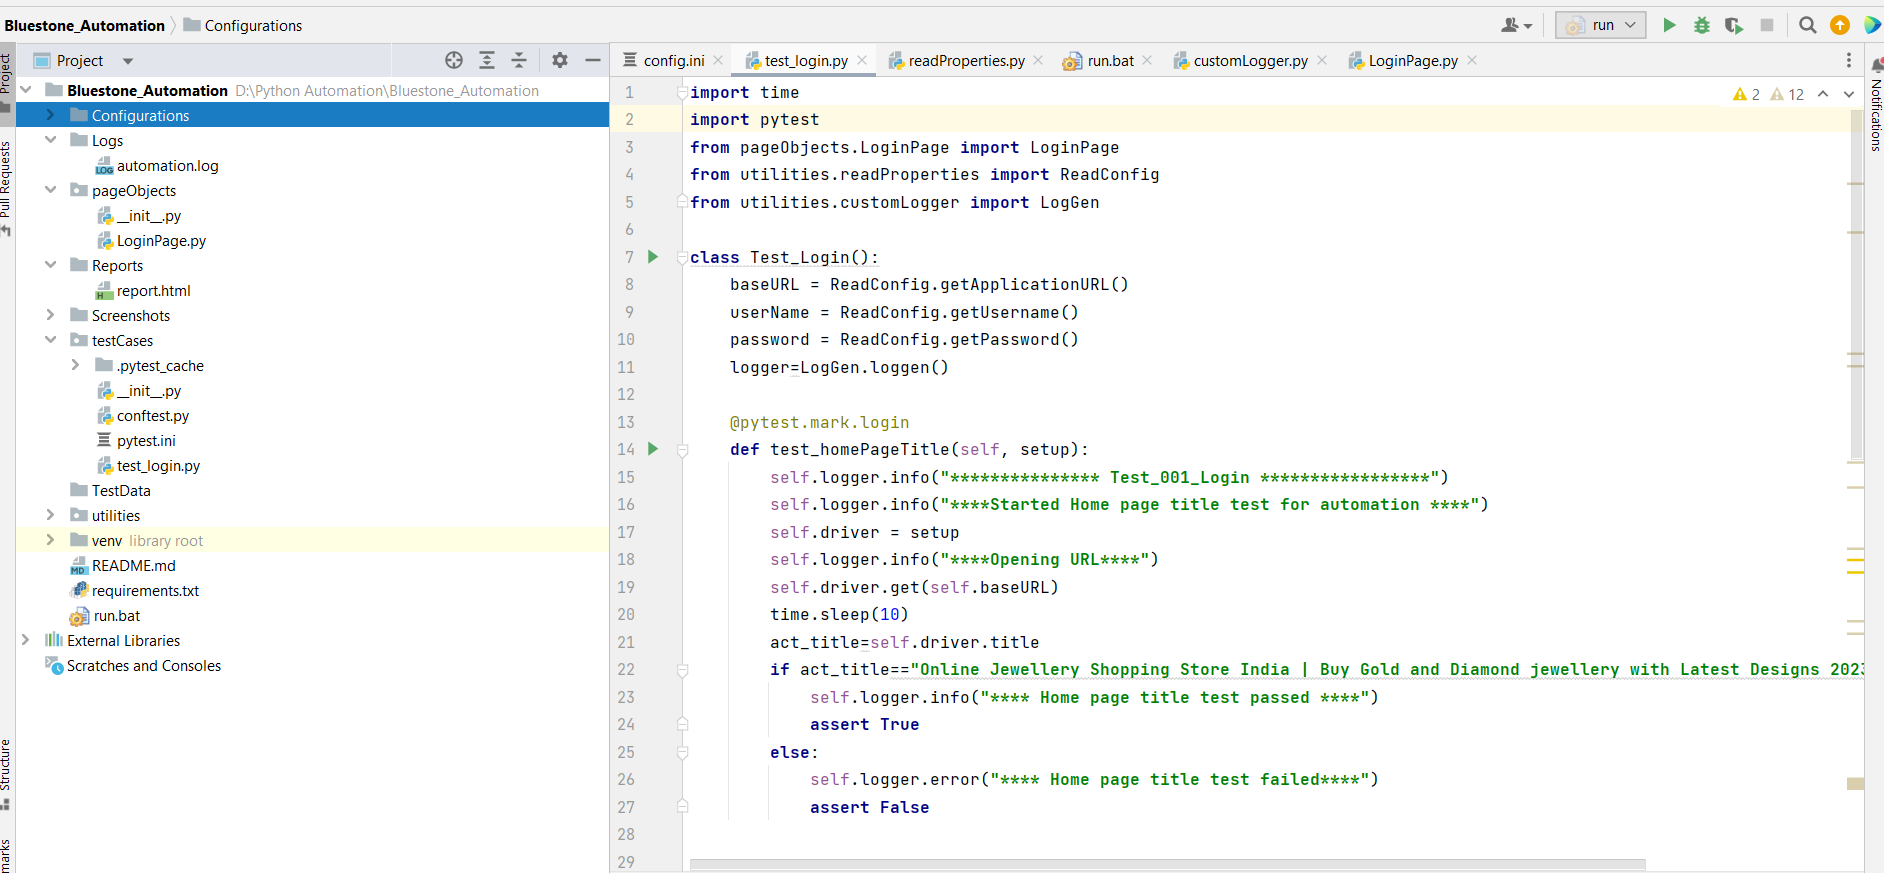 Bluestone_Automation Configurations
run
Project
config.ini test_login.py readProperties.py run.bat customLogger.py LoginPage.py
Project
Pull Requests
Structure
marks
Notifications
Bluestone_Automation D:\Python Automation\Bluestone_Automation
Configurations
Logs
automation.log
pageObjects
__init__.py
LoginPage.py
Reports
report.html
Screenshots
testCases
.pytest_cache
__init__.py
conftest.py
pytest.ini
test_login.py
TestData
utilities
venv library root
README.md
requirements.txt
run.bat
External Libraries
Scratches and Consoles
2 12
1 import time
2 import pytest
3 from pageObjects.LoginPage import LoginPage
4 from utilities.readProperties import ReadConfig
5 from utilities.customLogger import LogGen
6
7 class Test_Login():
8 baseURL = ReadConfig.getApplicationURL()
9 userName = ReadConfig.getUsername()
10 password = ReadConfig.getPassword()
11 logger=LogGen.loggen()
12
13 @pytest.mark.login
14 def test_homePageTitle(self, setup):
15 self.logger.info("*************** Test_001_Login *****************")
16 self.logger.info("****Started Home page title test for automation ****")
17 self.driver = setup
18 self.logger.info("****Opening URL****")
19 self.driver.get(self.baseURL)
20 time.sleep(10)
21 act_title=self.driver.title
22 if act_title=="Online Jewellery Shopping Store India | Buy Gold and Diamond jewellery with Latest Designs 2023
23 self.logger.info("**** Home page title test passed ****")
24 assert True
25 else:
26 self.logger.error("**** Home page title test failed****")
27 assert False
28
29